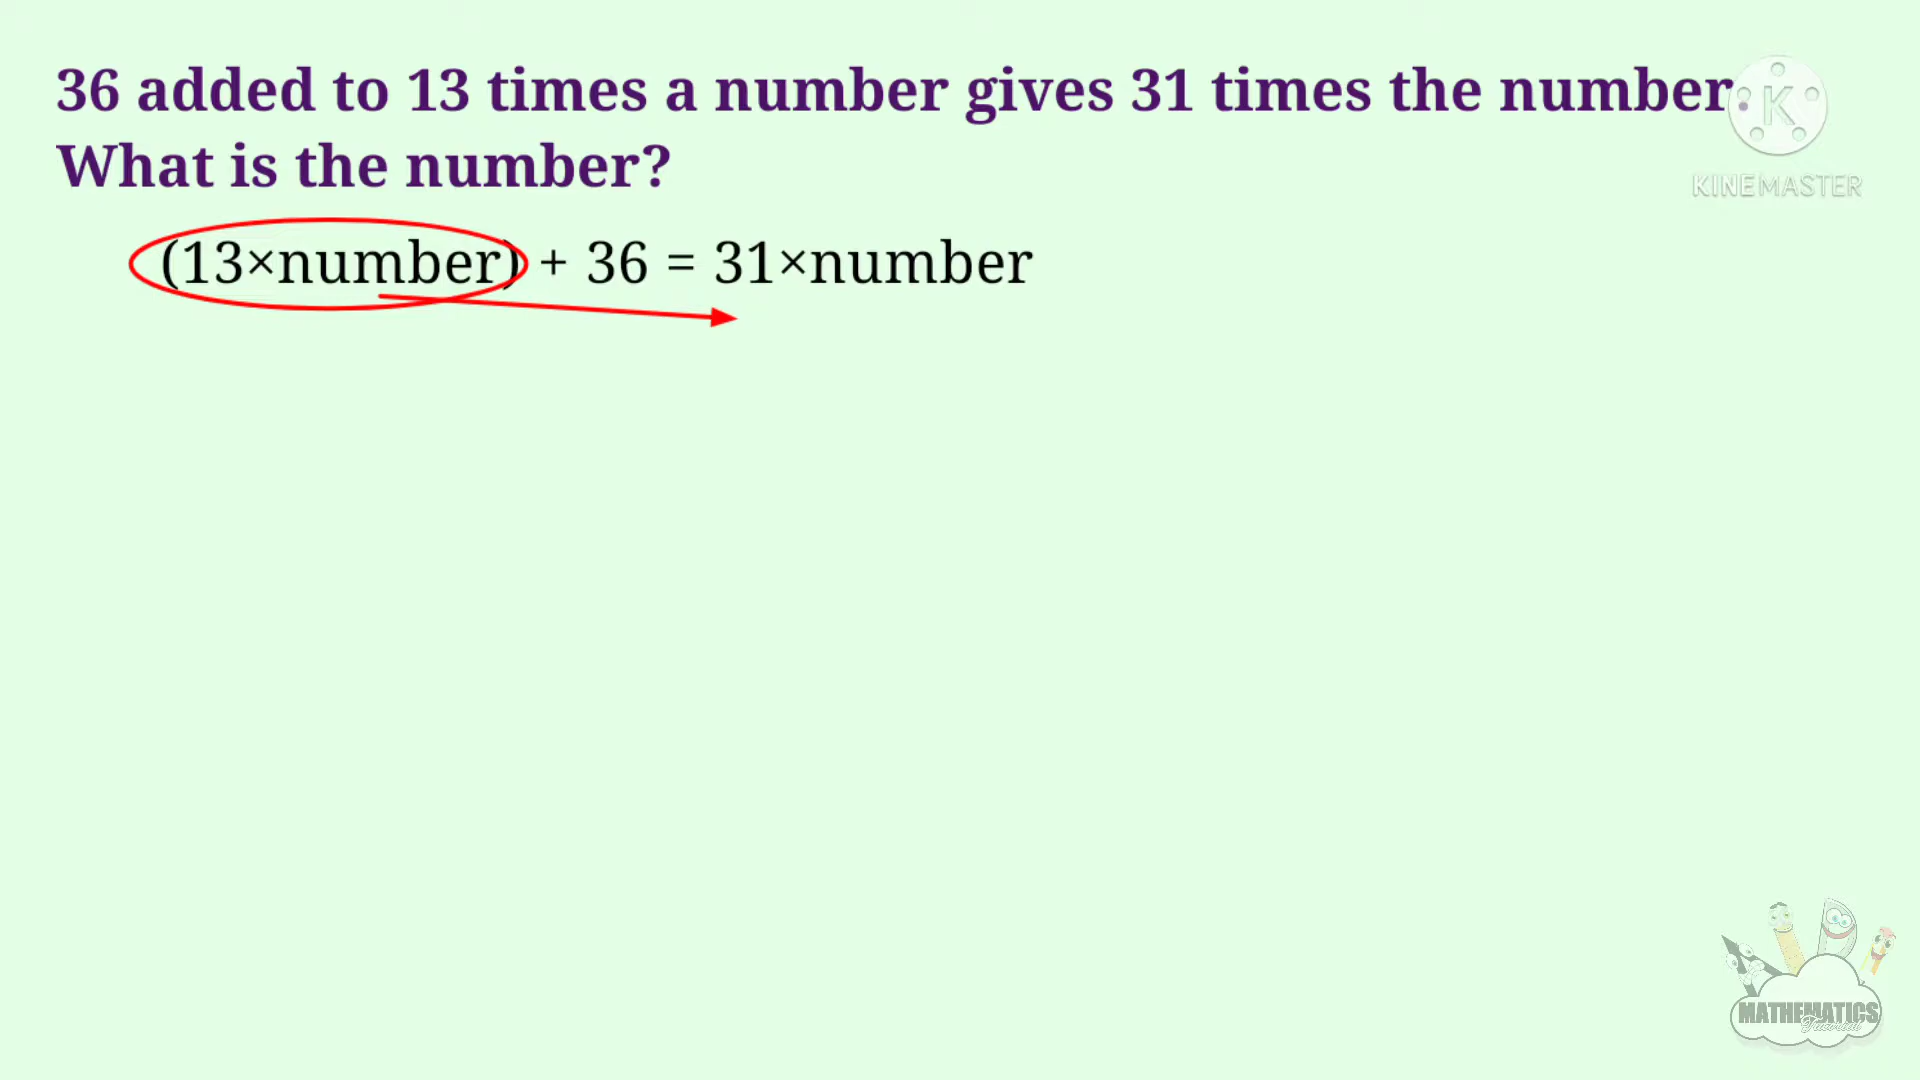 36 added to 13 times a number gives 31 times the number.
What is the number?
(13×number) + 36 = 31×number
K
KINEMASTER
MATHEMATICS
Tutorial